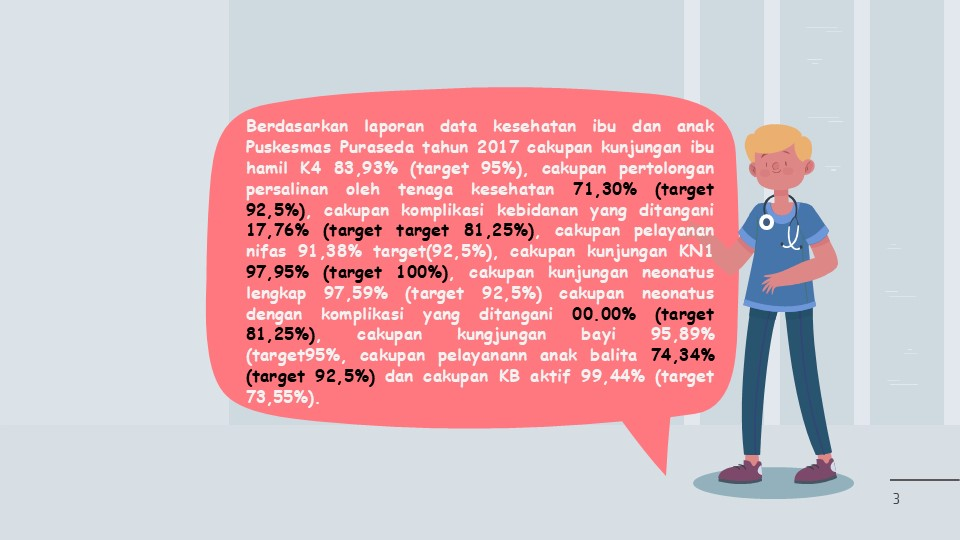 Berdasarkan laporan data kesehatan ibu dan anak
Puskesmas Puraseda tahun 2017 cakupan kunjungan ibu
hamil K4 83,93% (target 95%), cakupan pertolongan
persalinan oleh tenaga kesehatan 71,30% (target
92,5%), cakupan komplikasi kebidanan yang ditangani
17,76% (target target 81,25%), cakupan pelayanan
nifas 91,38% target(92,5%), cakupan kunjungan KN1
97,95% (target 100%), cakupan kunjungan neonatus
lengkap 97,59% (target 92,5%) cakupan neonatus
dengan komplikasi yang ditangani 00.00% (target
81,25%), cakupan kungjungan bayi 95,89%
(target95%, cakupan pelayanann anak balita 74,34%
(target 92,5%) dan cakupan KB aktif 99,44% (target
73,55%).
3